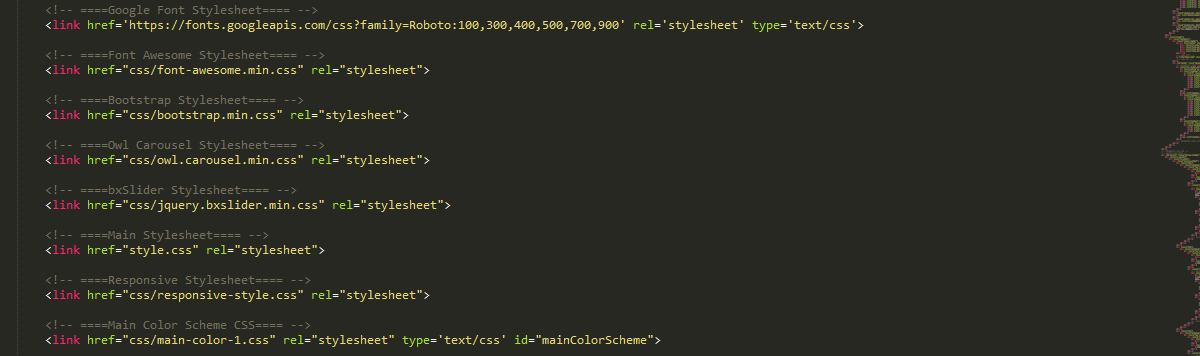 <!-- ====Google Font Stylesheet==== -->
<link href='https://fonts.googleapis.com/css?family=Roboto:100,300,400,500,700,900' rel='stylesheet' type='text/css'>
<!-- ====Font Awesome Stylesheet==== -->
<link href="css/font-awesome.min.css" rel="stylesheet">
<!-- ====Bootstrap Stylesheet==== -->
<link href="css/bootstrap.min.css" rel="stylesheet">
<!-- ====Owl Carousel Stylesheet==== -->
<link href="css/owl.carousel.min.css" rel="stylesheet">
<!-- ====bxSlider Stylesheet==== -->
<link href="css/jquery.bxslider.min.css" rel="stylesheet">
<!-- ====Main Stylesheet==== -->
<link href="style.css" rel="stylesheet">
<!-- ====Responsive Stylesheet==== -->
<link href="css/responsive-style.css" rel="stylesheet">
<!-- ====Main Color Scheme CSS==== -->
<link href="css/main-color-1.css" rel="stylesheet" type='text/css' id="mainColorScheme">